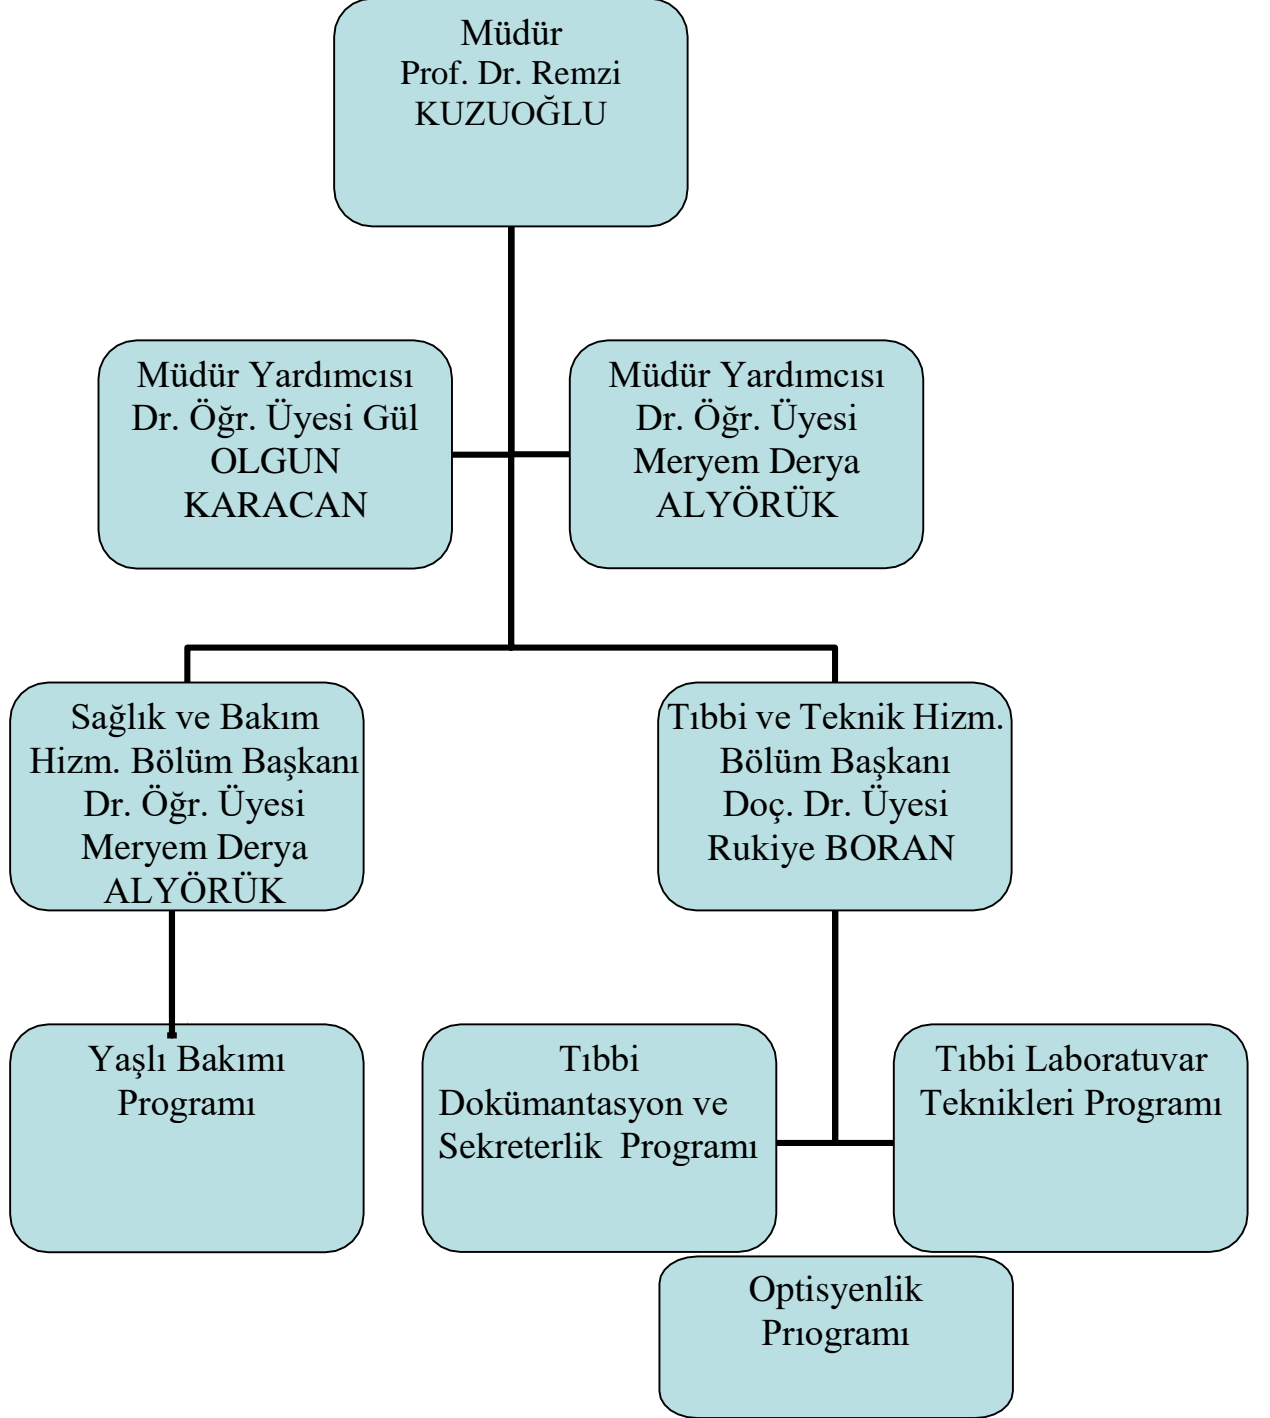 Müdür
Prof. Dr. Remzi
KUZUOĞLU
Müdür Yardımcısı
Dr. Öğr. Üyesi Gül
OLGUN
KARACAN
Müdür Yardımcısı
Dr. Öğr. Üyesi
Meryem Derya
ALYÖRÜK
Sağlık ve Bakım
Hizm. Bölüm Başkanı
Dr. Öğr. Üyesi
Meryem Derya
ALYÖRÜK
Tıbbi ve Teknik Hizm.
Bölüm Başkanı
Doç. Dr. Üyesi
Rukiye BORAN
Yaşlı Bakımı
Programı
Tıbbi
Dokümantasyon ve
Sekreterlik  Programı
Tıbbi Laboratuvar
Teknikleri Programı
Optisyenlik
Prıogramı